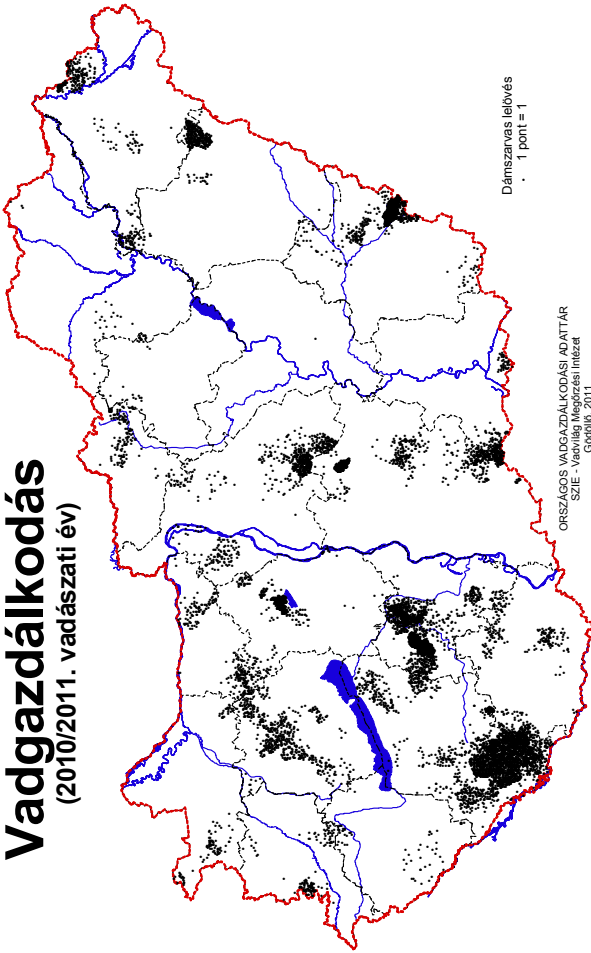 Vadgazdálkodás
(2010/2011. vadászati év)
Dámszarvas lelövés
1 pont = 1
ORSZÁGOS VADGAZDÁLKODÁSI ADATTÁR
SZIE - Vadvilág Megőrzési Intézet
Gödöllő, 2011